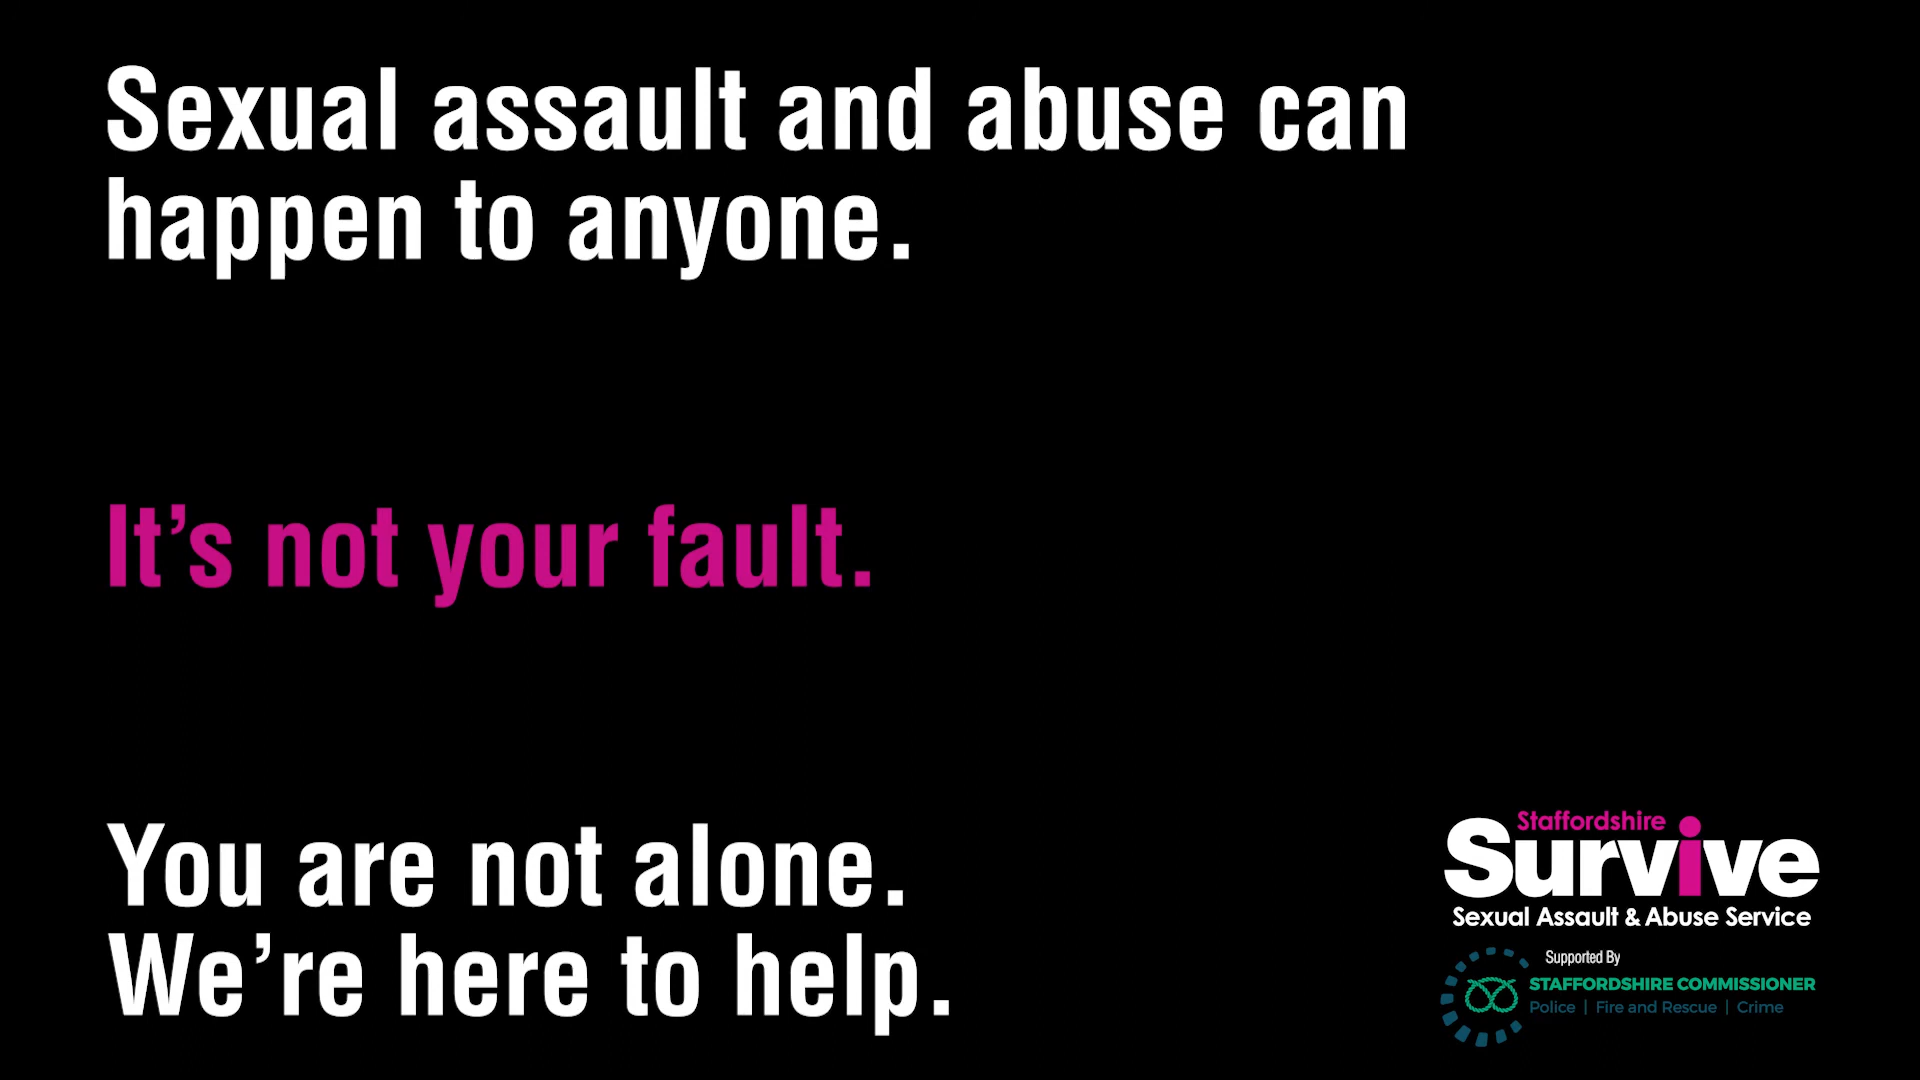 Sexual assault and abuse can
happen to anyone.
It’s not your fault.
You are not alone.
We’re here to help.
Staffordshire
Survive
Sexual Assault & Abuse Service
Supported By
STAFFORDSHIRE COMMISSIONER
Police | Fire and Rescue | Crime